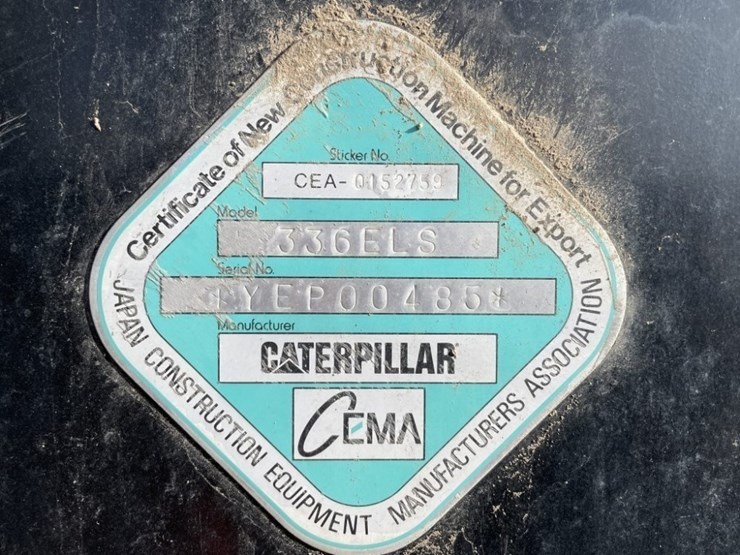 Certificate of New Construction Machine for Export
Sticker No.
CEA-0152759
Model
336ELS *
Serial No.
*YEP00485*
Manufacturer
CATERPILLAR
CEMA
JAPAN CONSTRUCTION EQUIPMENT MANUFACTURERS ASSOCIATION